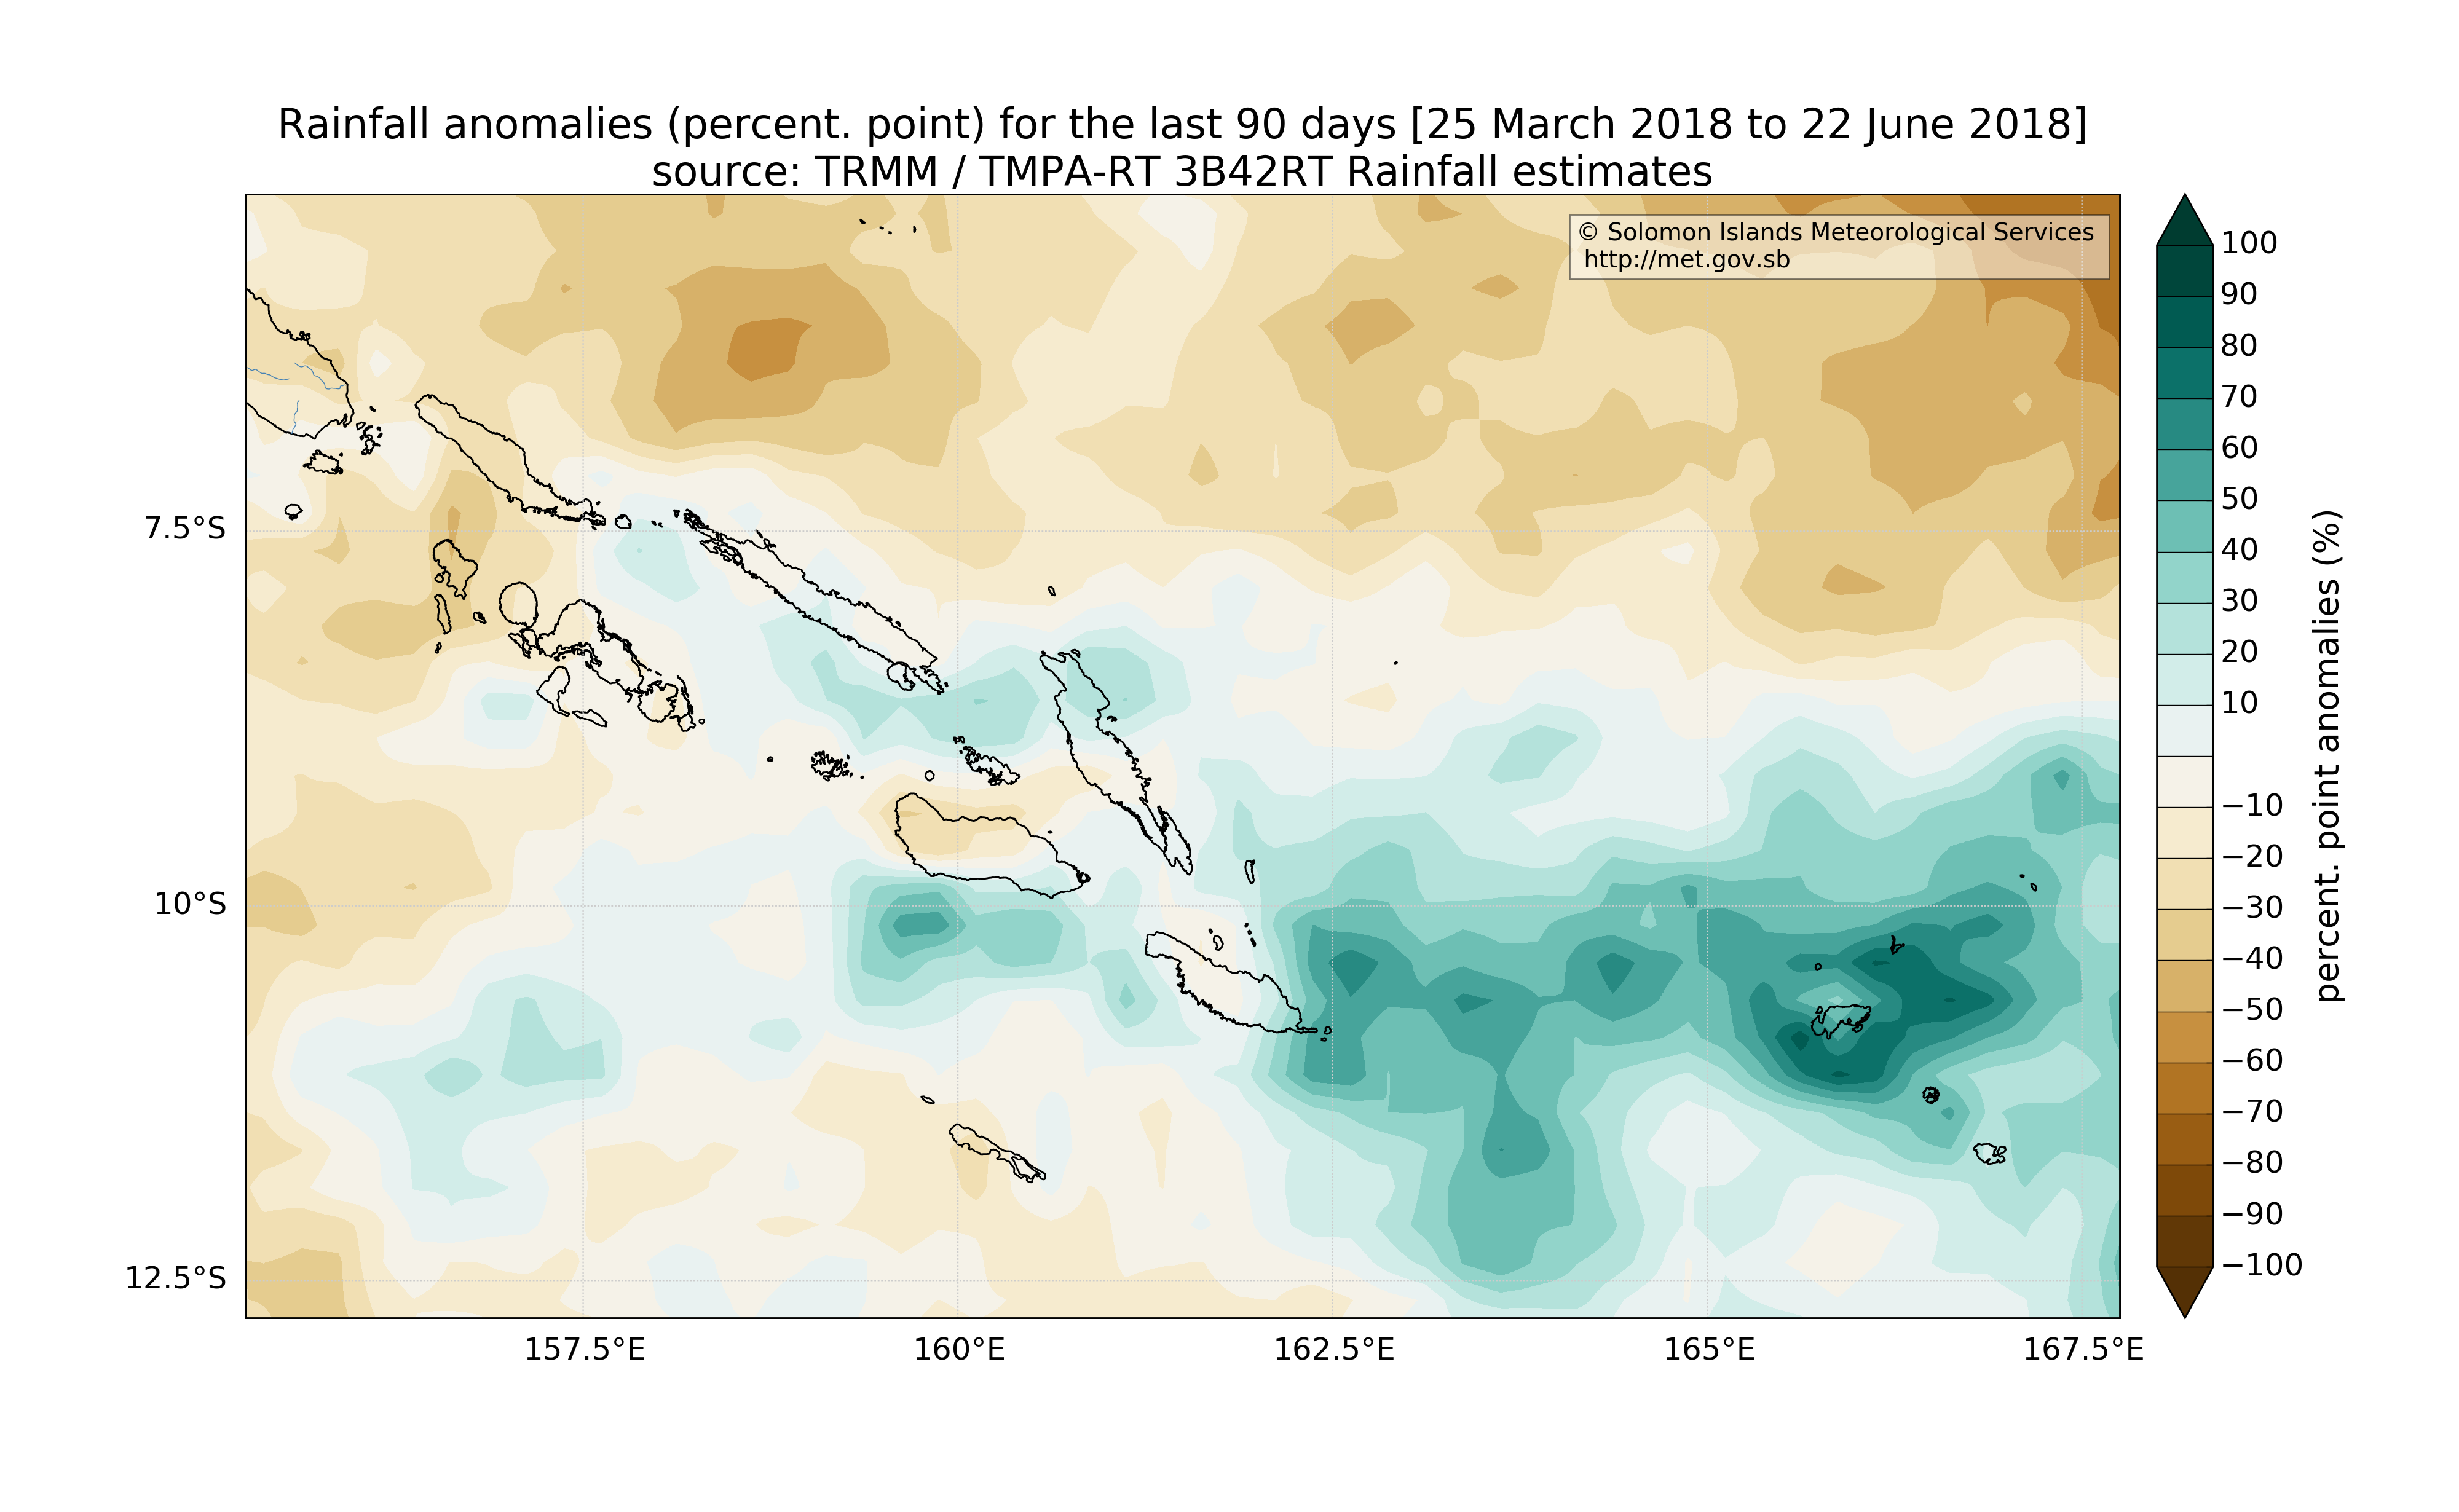 Rainfall anomalies (percent. point) for the last 90 days [25 March 2018 to 22 June 2018]
source: TRMM / TMPA-RT 3B42RT Rainfall estimates
© Solomon Islands Meteorological Services
http://met.gov.sb
7.5°S
10°S
12.5°S
157.5°E
160°E
162.5°E
165°E
167.5°E
100
90
80
70
60
50
40
30
20
10
−10
−20
−30
−40
−50
−60
−70
−80
−90
−100
percent. point anomalies (%)